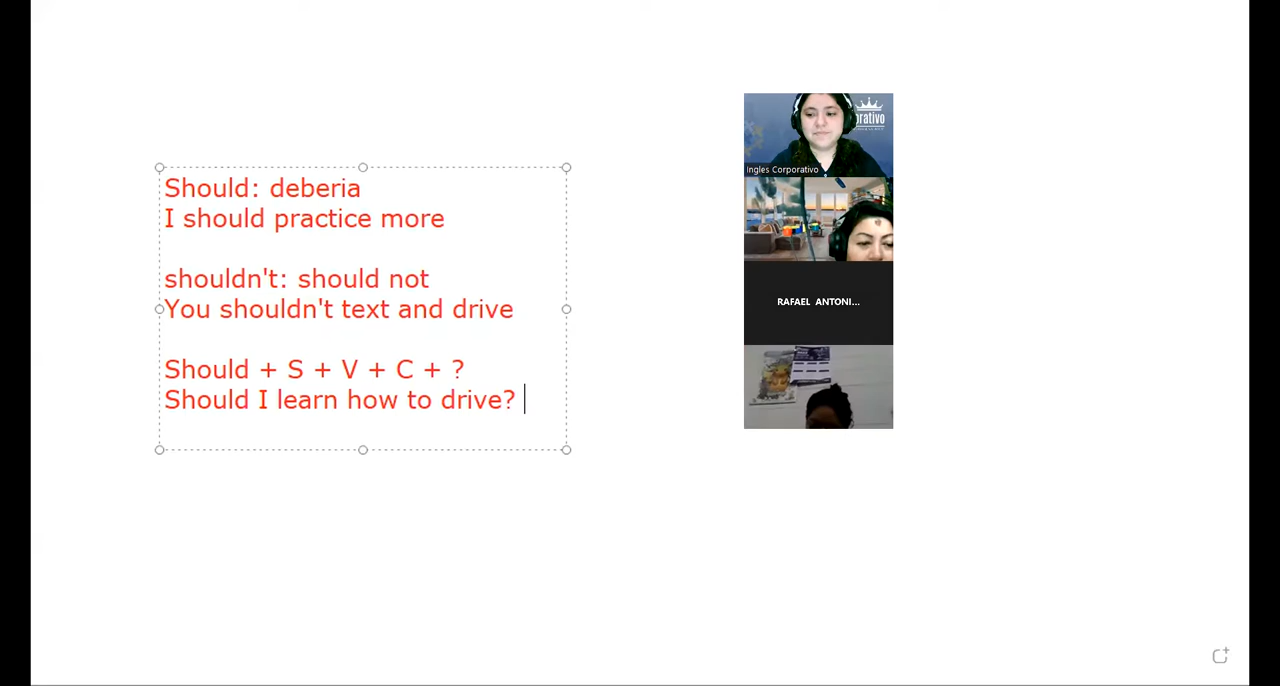 Should: deberia
I should practice more
shouldn't: should not
You shouldn't text and drive
Should + S + V + C + ?
Should I learn how to drive?
orativo
Ingles Corporativo
RAFAEL ANTONI...